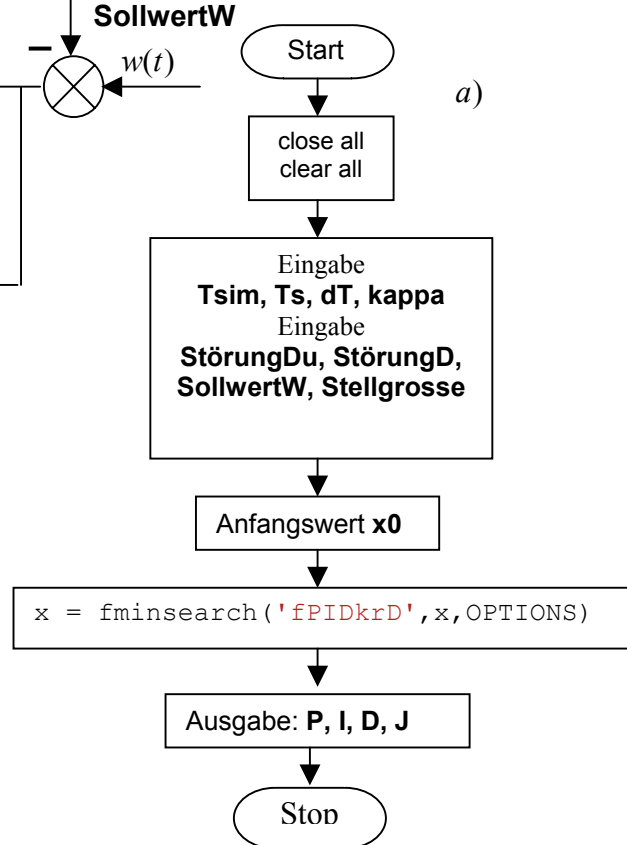 SollwertW
–
w(t)
Start
a)
close all
clear all
Eingabe
Tsim, Ts, dT, kappa
Eingabe
StörungDu, StörungD,
SollwertW, Stellgrosse
Anfangswert x0
x = fminsearch('fPIDkrD',x,OPTIONS)
Ausgabe: P, I, D, J
Stop